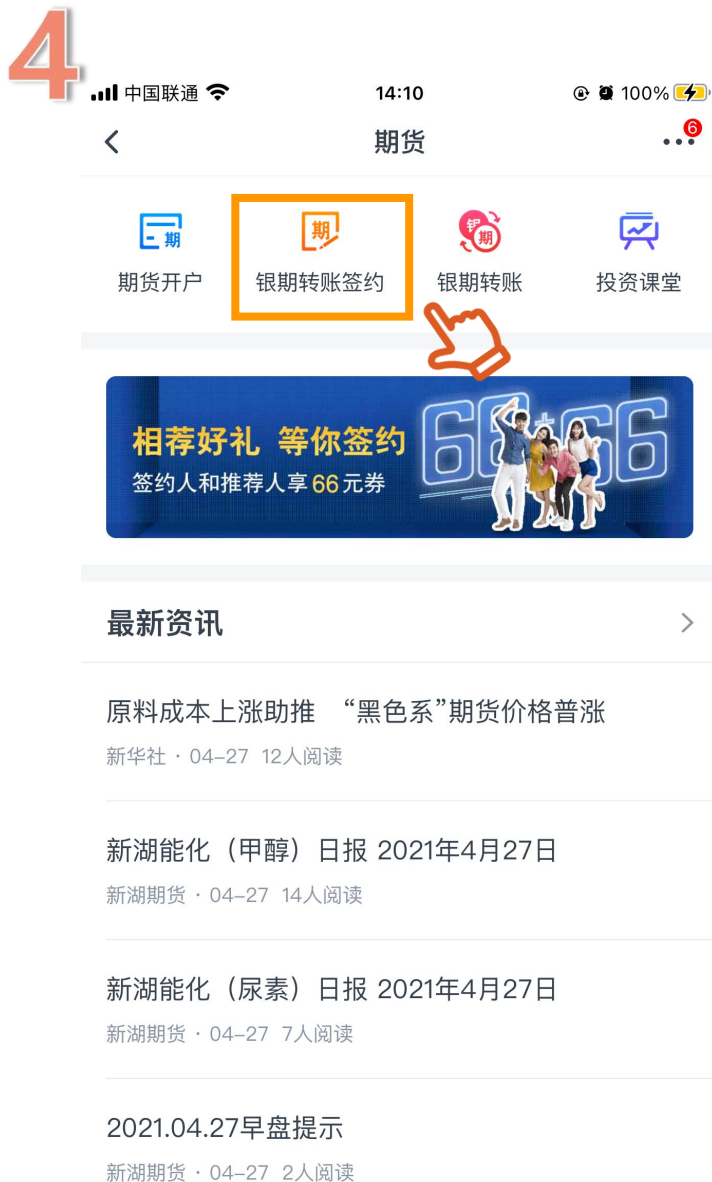 4
中国联通
14:10
100%
期货
6
期
期货开户
期
银期转账签约
银
期
银期转账
投资课堂
相荐好礼 等你签约
签约人和推荐人享66元券
66+66
最新资讯
原料成本上涨助推 “黑色系”期货价格普涨
新华社 · 04-27 12人阅读
新湖能化（甲醇）日报 2021年4月27日
新湖期货 · 04-27 14人阅读
新湖能化（尿素）日报 2021年4月27日
新湖期货 · 04-27 7人阅读
2021.04.27早盘提示
新湖期货 · 04-27 2人阅读